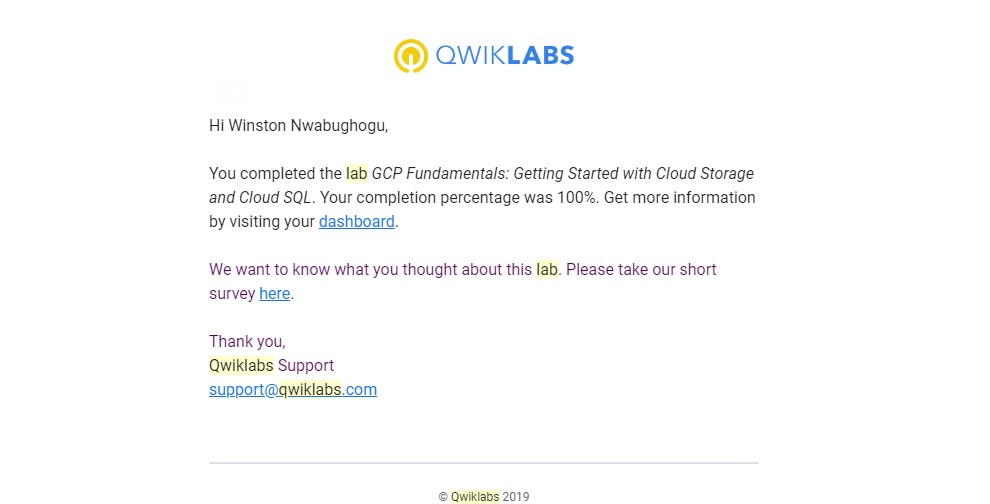 QWIKLABS
Hi Winston Nwabughogu,
You completed the lab GCP Fundamentals: Getting Started with Cloud Storage
and Cloud SQL. Your completion percentage was 100%. Get more information
by visiting your dashboard.
We want to know what you thought about this lab. Please take our short
survey here.
Thank you,
Qwiklabs Support
support@qwiklabs.com
© Qwiklabs 2019